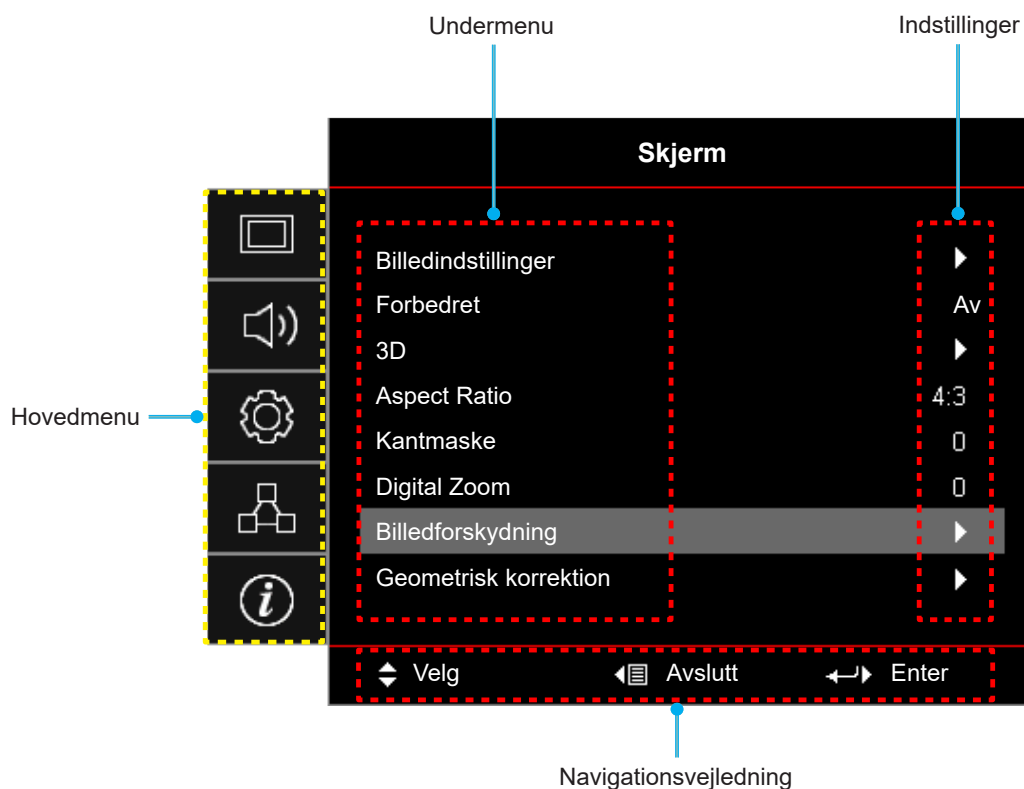 Undermenu
Indstillinger
Skjerm
Billedindstillinger
Forbedret Av
3D
Aspect Ratio 4:3
Hovedmenu
Kantmaske 0
Digital Zoom 0
Billedforskydning
Geometrisk korrektion
Velg Avslutt Enter
Navigationsvejledning